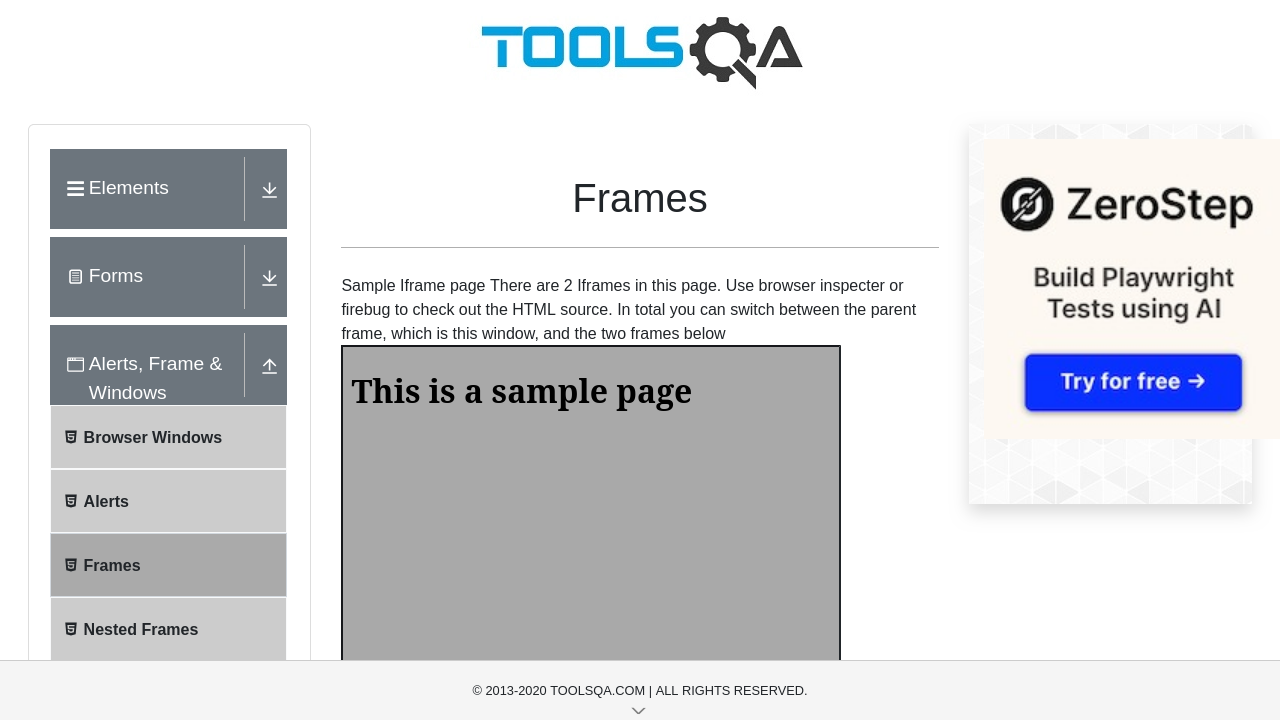 TOOLSQA
Elements
Forms
Alerts, Frame &
Windows
Browser Windows
Alerts
Frames
Nested Frames
Frames
Sample Iframe page There are 2 Iframes in this page. Use browser inspecter or
firebug to check out the HTML source. In total you can switch between the parent
frame, which is this window, and the two frames below
This is a sample page
ZeroStep
Build Playwright
Tests using AI
Try for free →
© 2013-2020 TOOLSQA.COM | ALL RIGHTS RESERVED.